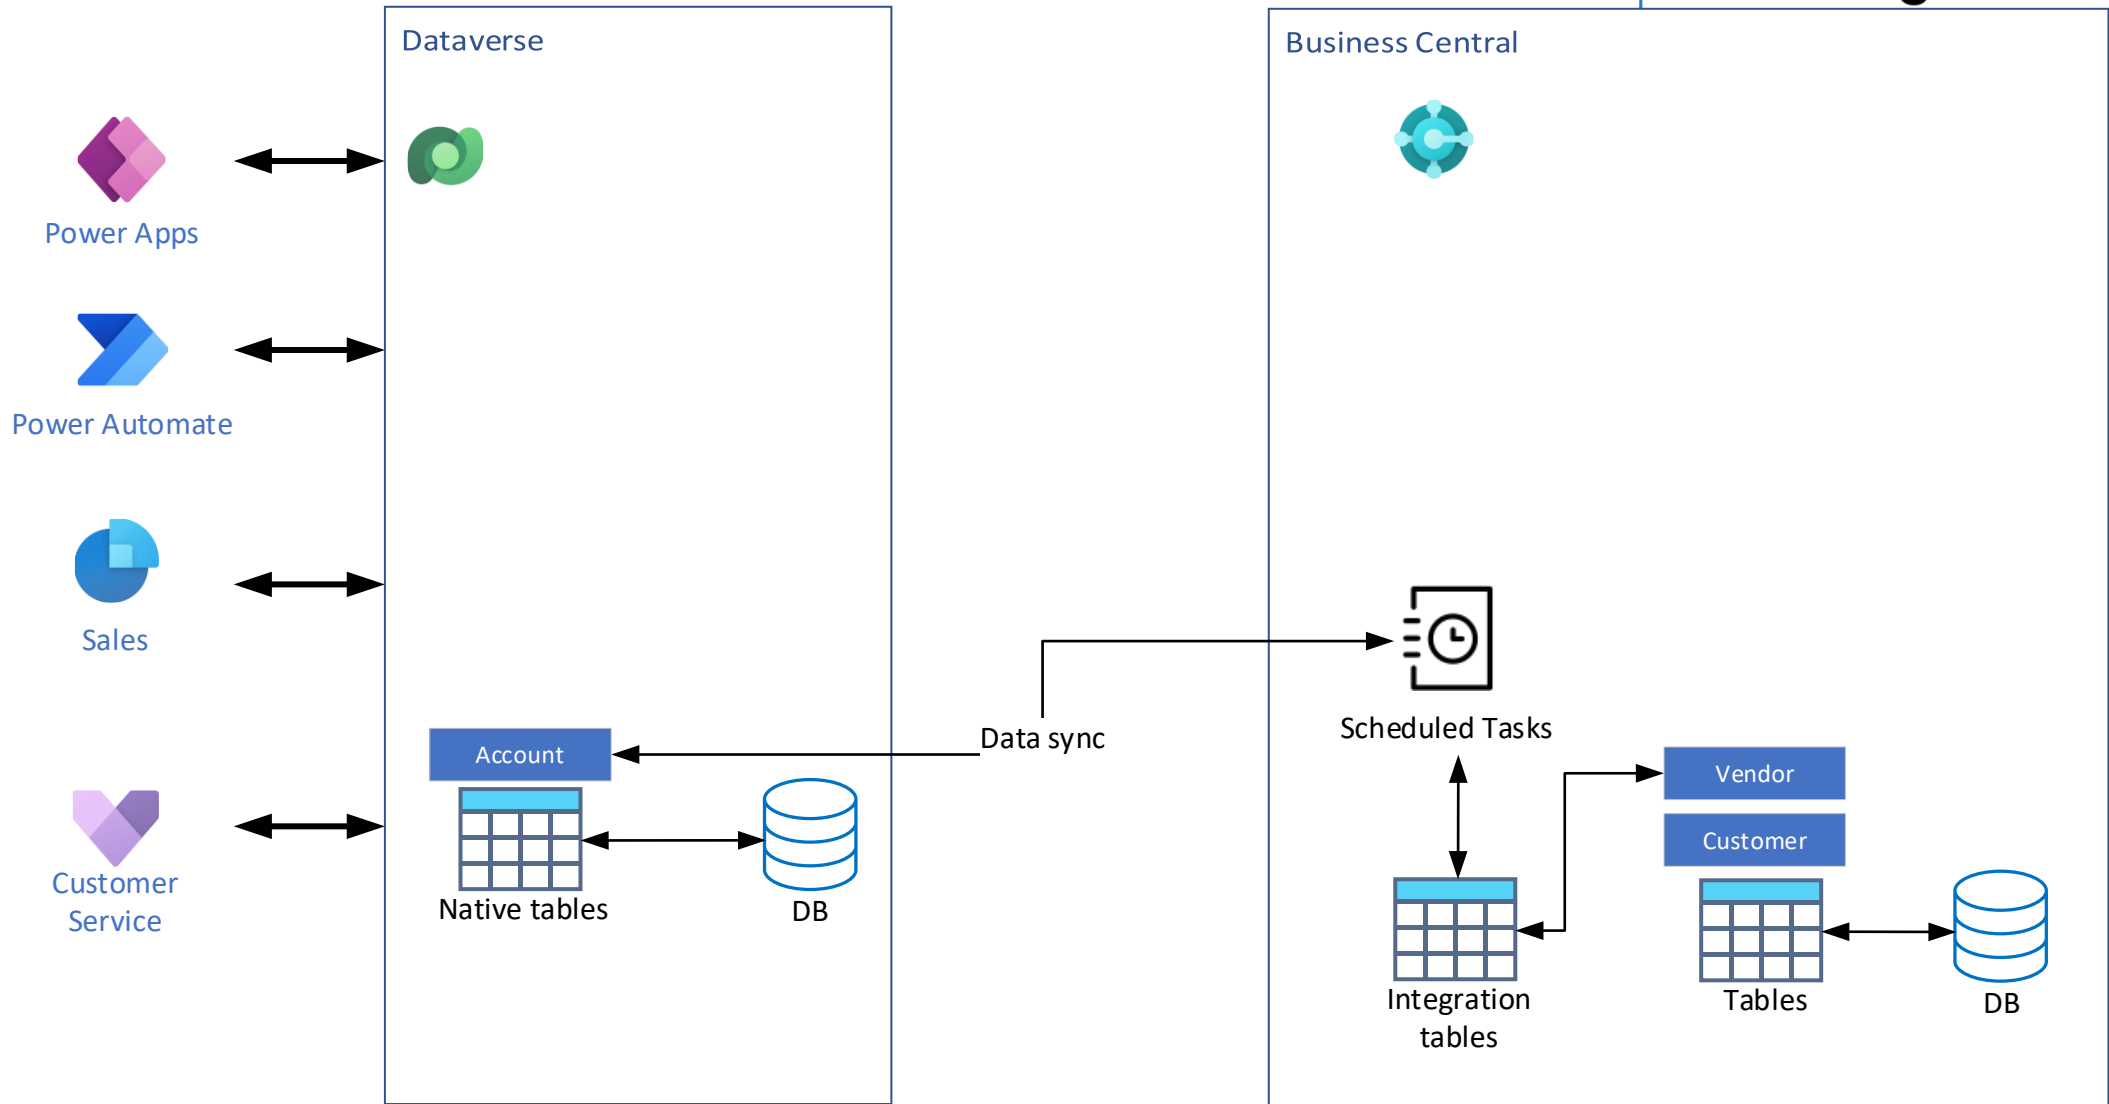 Dataverse
Business Central
Power Apps
Power Automate
Sales
Customer
Service
Account
Native tables
DB
Data sync
Scheduled Tasks
Vendor
Customer
Integration
tables
Tables
DB